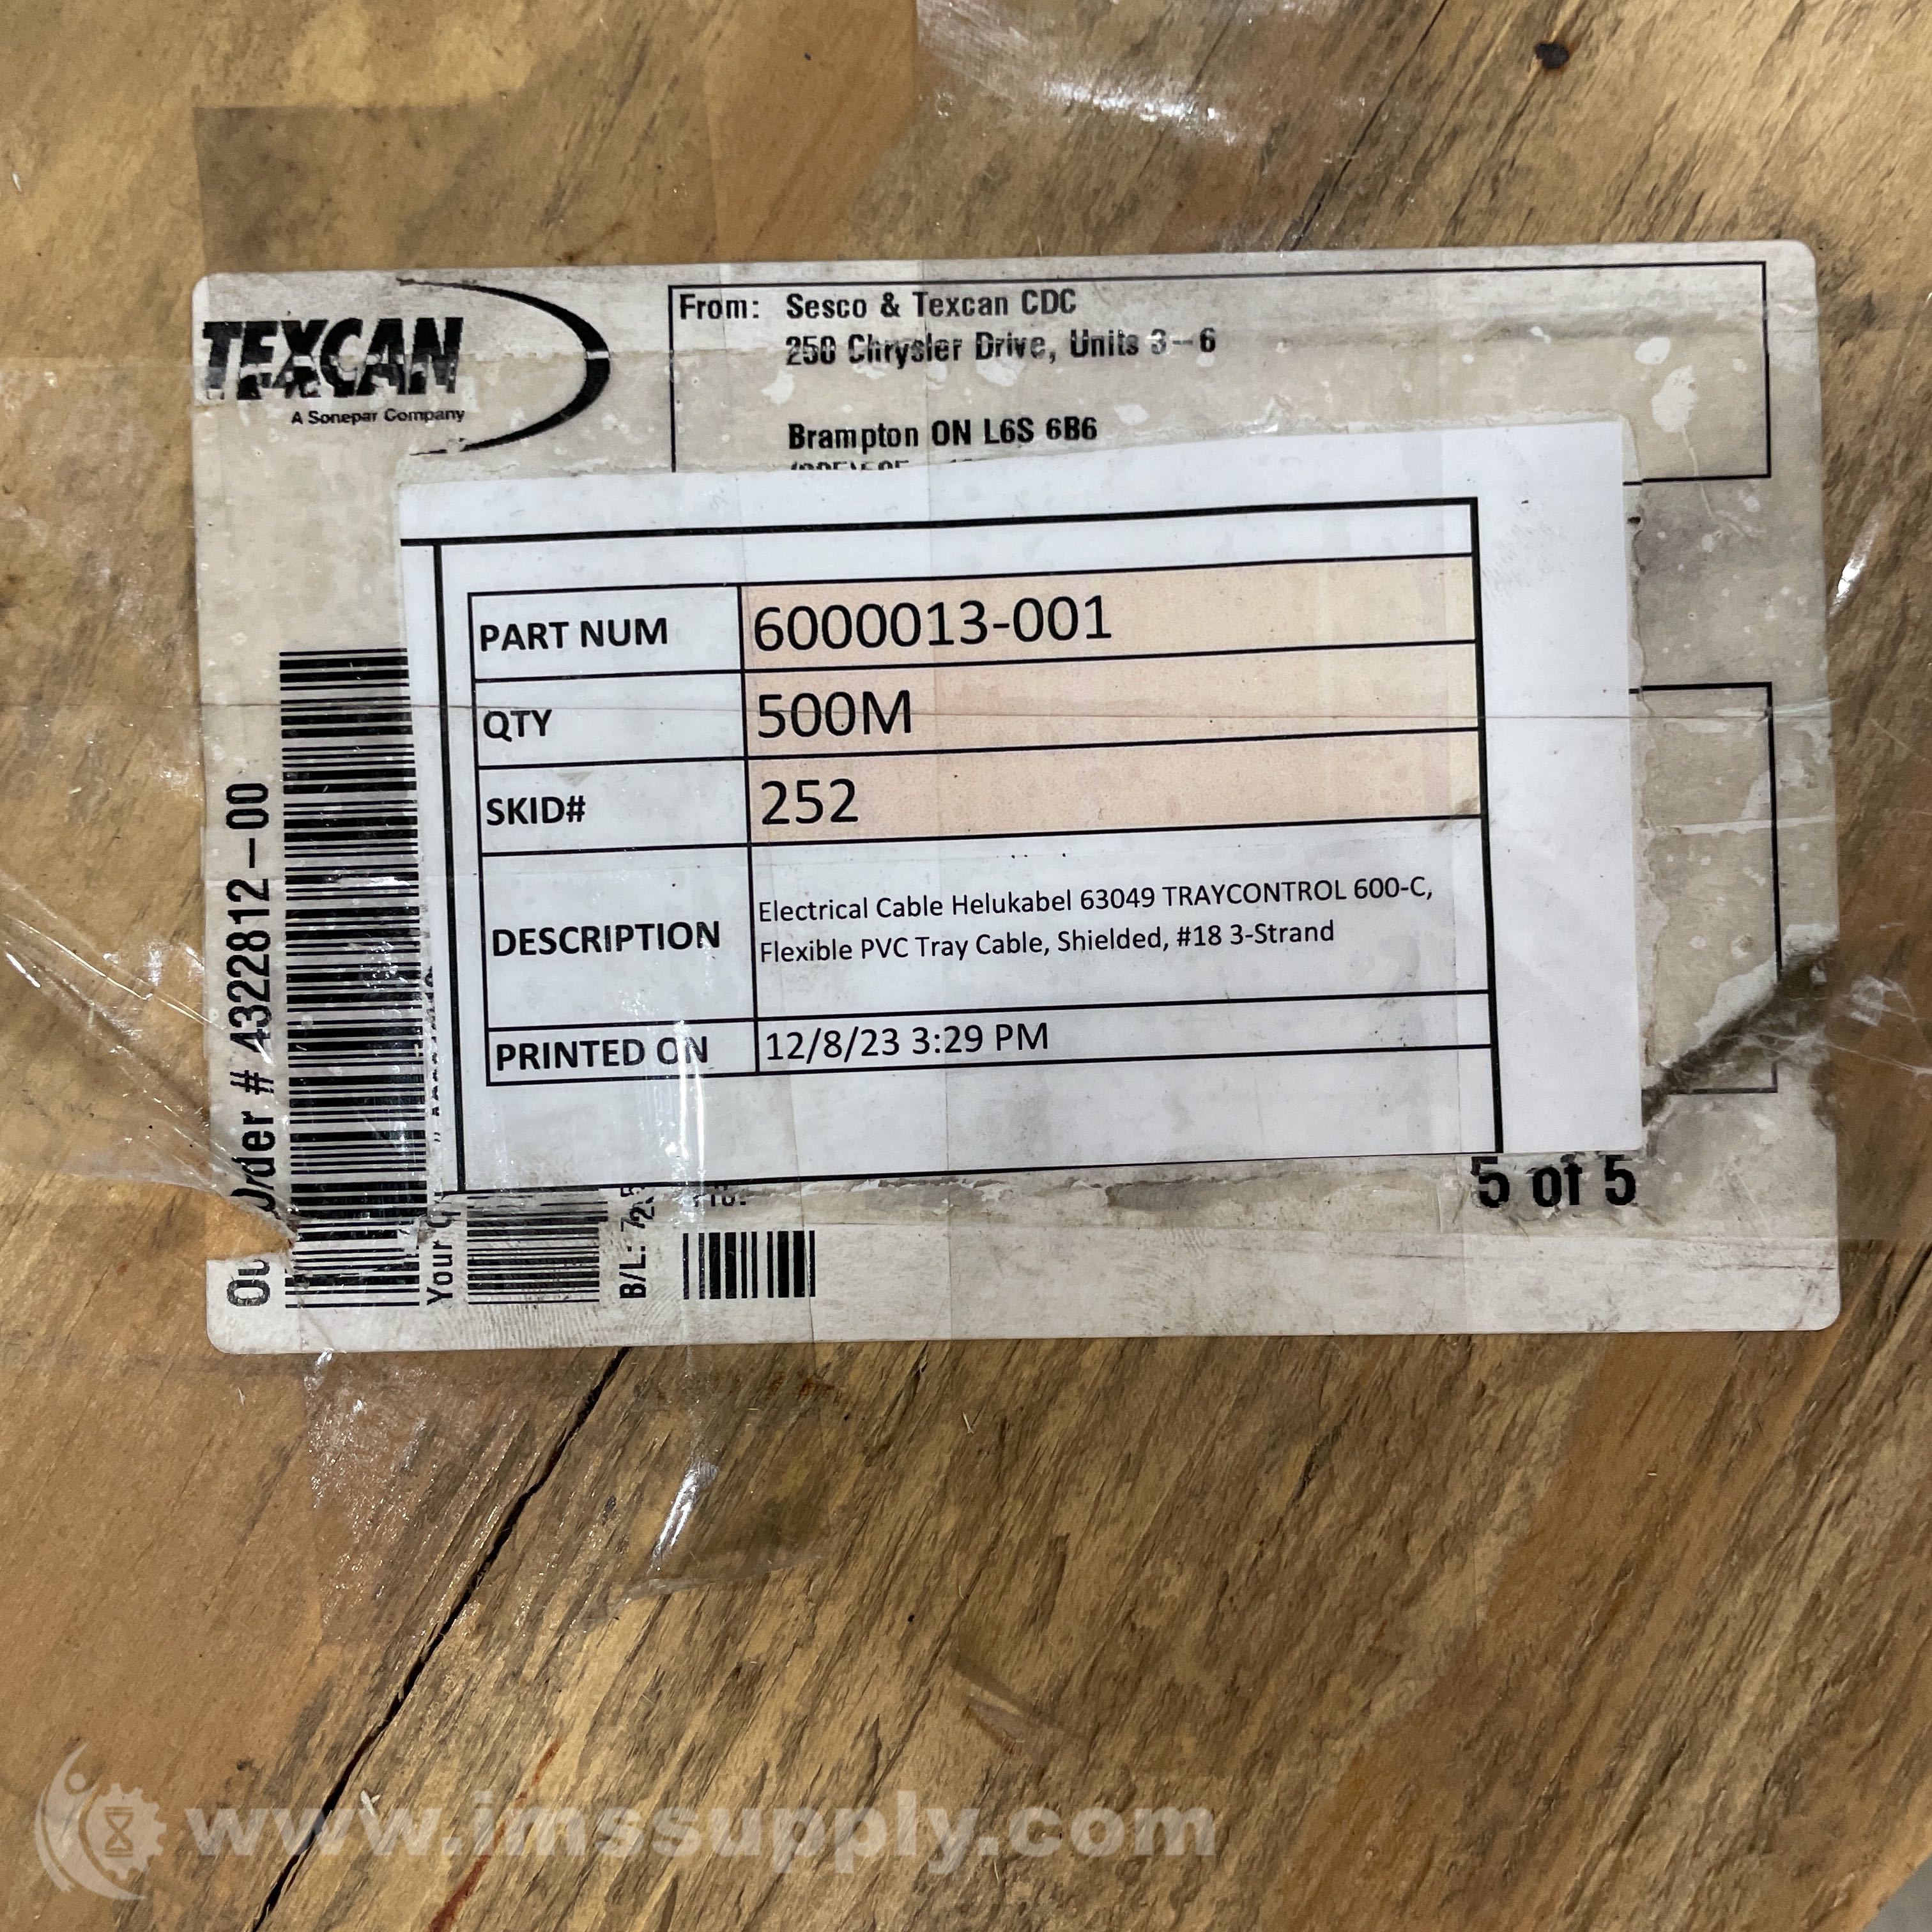 TEXCAN
A Sonepar Company
From: Sesco & Texcan CDC
250 Chrysler Drive, Units 3-6
Brampton ON L6S 6B6
PART NUM 6000013-001
QTY 500M
SKID# 252
DESCRIPTION Electrical Cable Helukabel 63049 TRAYCONTROL 600-C,
Flexible PVC Tray Cable, Shielded, #18 3-Strand
PRINTED ON 12/8/23 3:29 PM
Order # 4322812-00
Your
B/L:
5 of 5
www.imssupply.com